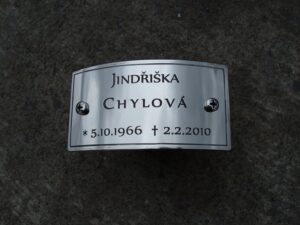 Jindřiška
Chylová
* 5.10.1966 † 2.2.2010